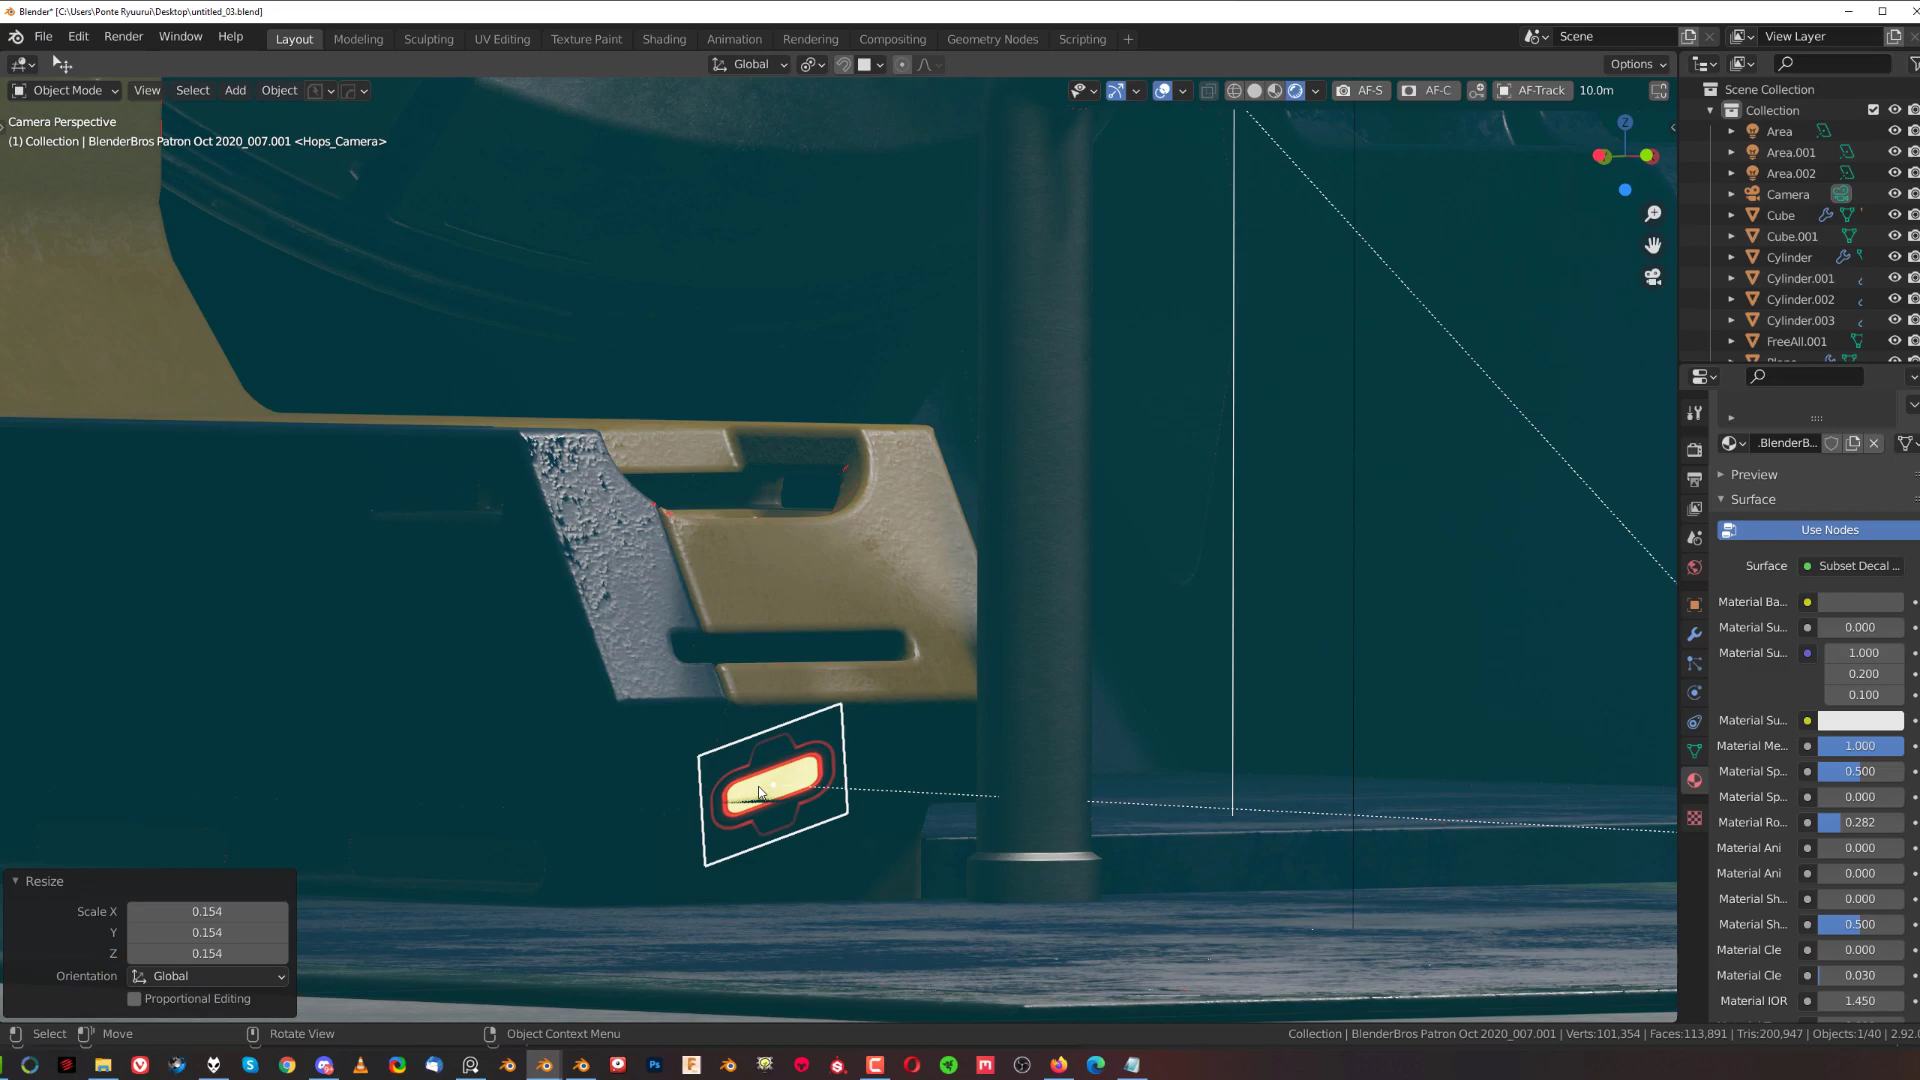 Blender* [C:\Users\Ponte Ryuurui\Desktop\untitled_03.blend]
File Edit Render Window Help
Layout Modeling Sculpting UV Editing Texture Paint Shading Animation Rendering Compositing Geometry Nodes Scripting
Scene
View Layer
Global
Options
Object Mode View Select Add Object
AF-S AF-C AF-Track 10.0m
Camera Perspective
(1) Collection | BlenderBros Patron Oct 2020_007.001 <Hops_Camera>
Z
Scene Collection
Collection
Area
Area.001
Area.002
Camera
Cube
Cube.001
Cylinder
Cylinder.001
Cylinder.002
Cylinder.003
FreeAll.001
.BlenderB...
Preview
Surface
Use Nodes
Surface Subset Decal ...
Material Ba...
Material Su... 0.000
Material Su... 1.000
0.200
0.100
Material Su...
Material Me... 1.000
Material Sp... 0.500
Material Sp... 0.000
Material Ro... 0.282
Material Ani 0.000
Material Ani 0.000
Material Sh... 0.000
Material Sh... 0.500
Material Cle 0.000
Material Cle 0.030
Material IOR 1.450
Resize
Scale X 0.154
Y 0.154
Z 0.154
Orientation Global
Proportional Editing
Select Move Rotate View Object Context Menu
Collection | BlenderBros Patron Oct 2020_007.001 | Verts:101,354 | Faces:113,891 | Tris:200,947 | Objects:1/40 | 2.92.0